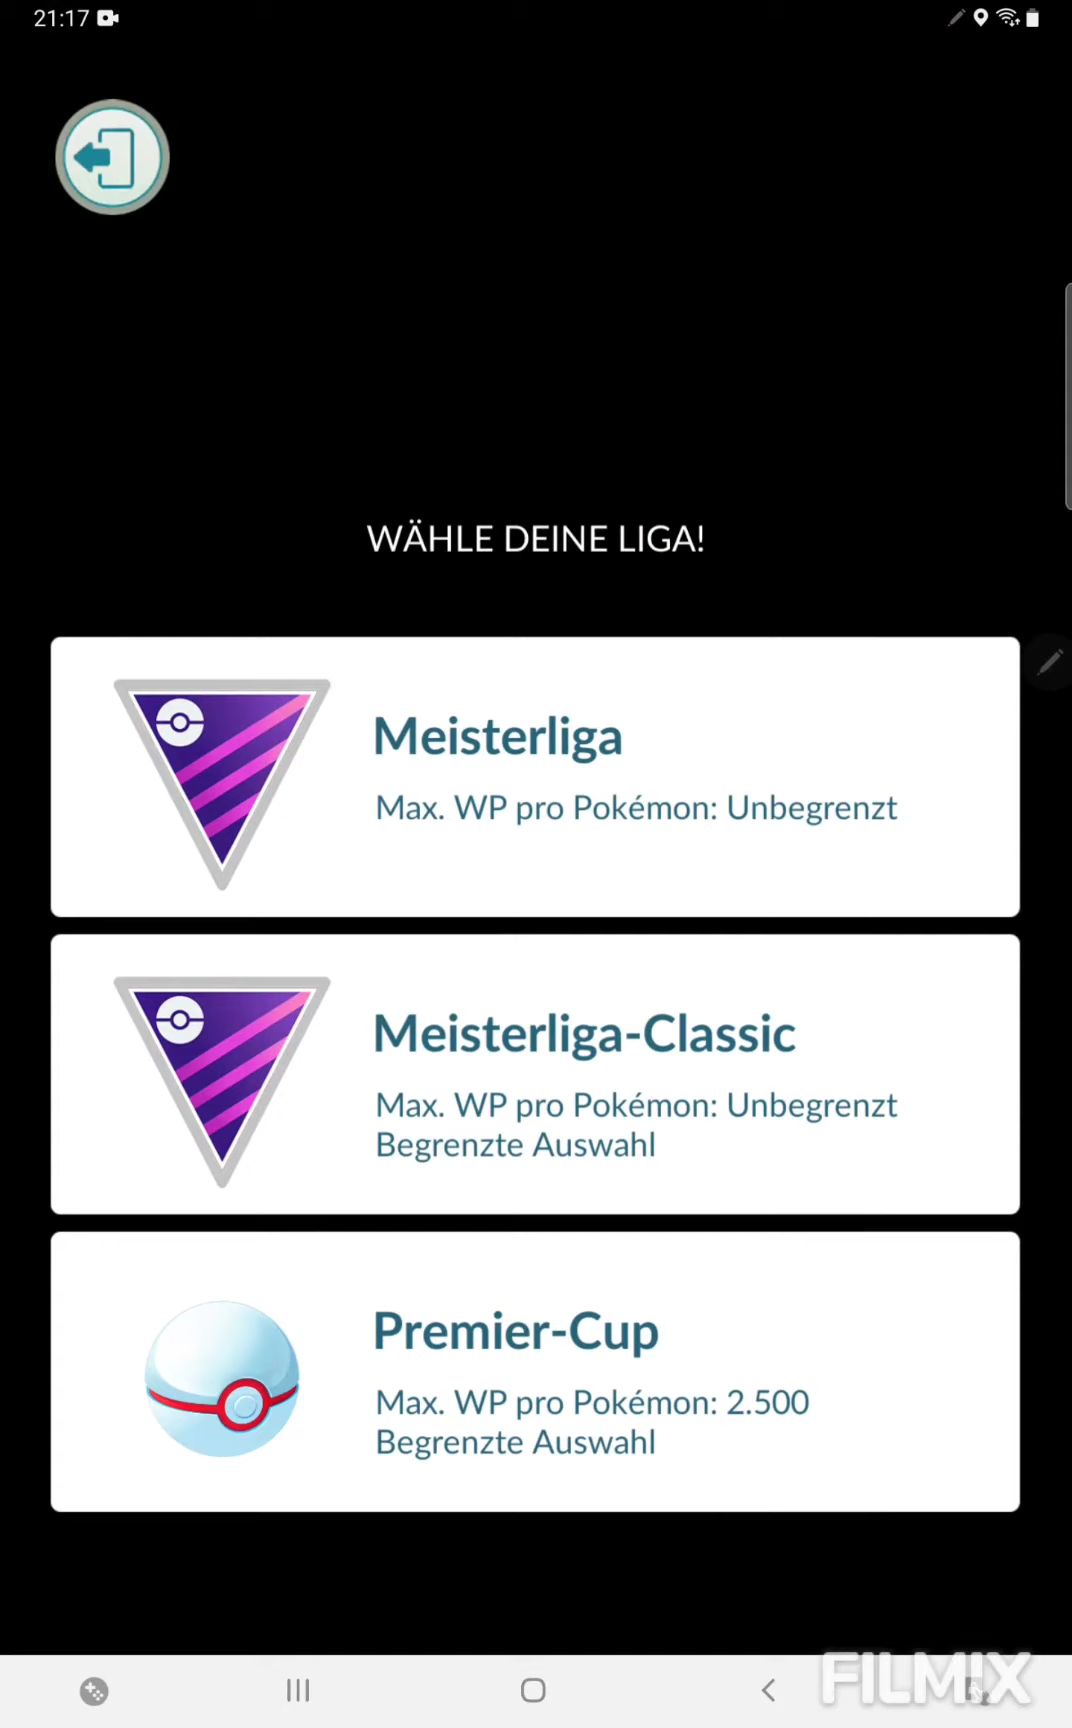 21:17
WÄHLE DEINE LIGA!
Meisterliga
Max. WP pro Pokémon: Unbegrenzt
Meisterliga-Classic
Max. WP pro Pokémon: Unbegrenzt
Begrenzte Auswahl
Premier-Cup
Max. WP pro Pokémon: 2.500
Begrenzte Auswahl
FILMIX